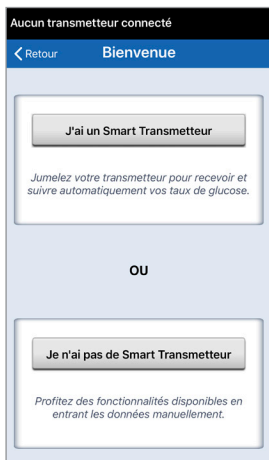 Aucun transmetteur connecté
Retour Bienvenue
J'ai un Smart Transmetteur
Jumelez votre transmetteur pour recevoir et
suivre automatiquement vos taux de glucose.
OU
Je n'ai pas de Smart Transmetteur
Profitez des fonctionnalités disponibles en
entrant les données manuellement.